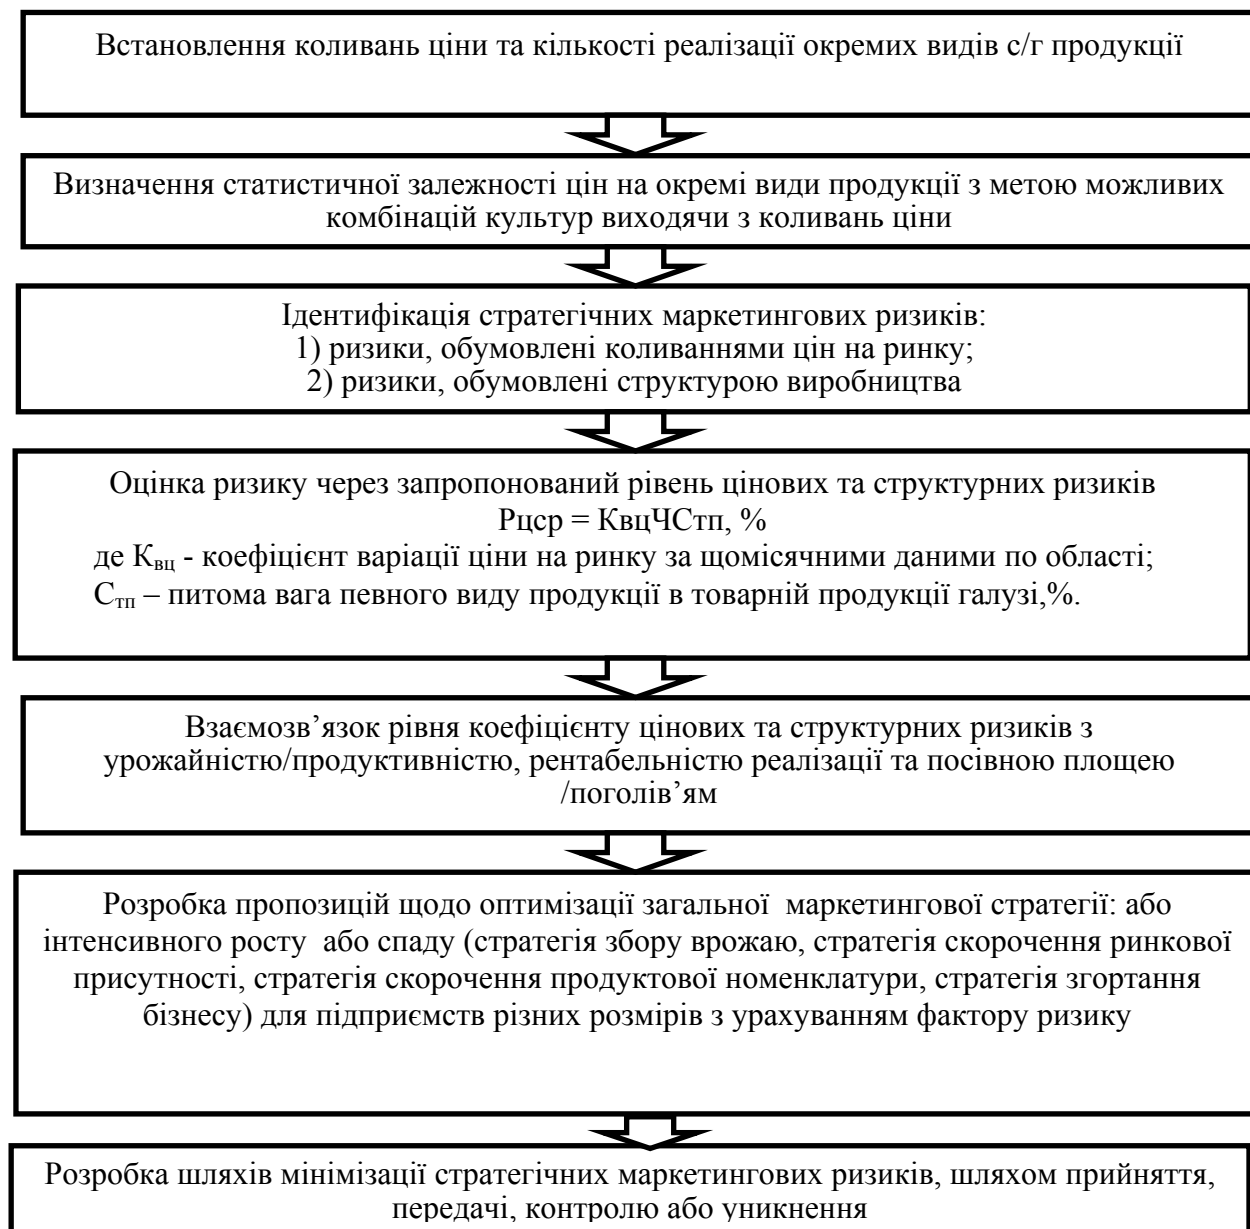 Встановлення коливань ціни та кількості реалізації окремих видів с/г продукції
Визначення статистичної залежності цін на окремі види продукції з метою можливих
комбінацій культур виходячи з коливань ціни
Ідентифікація стратегічних маркетингових ризиків:
1) ризики, обумовлені коливаннями цін на ринку;
2) ризики, обумовлені структурою виробництва
Оцінка ризику через запропонований рівень цінових та структурних ризиків
Рцср = КвцЧСтп, %
де Квц - коефіцієнт варіації ціни на ринку за щомісячними даними по області;
Стп – питома вага певного виду продукції в товарній продукції галузі,%.
Взаємозв’язок рівня коефіцієнту цінових та структурних ризиків з
урожайністю/продуктивністю, рентабельністю реалізації та посівною площею
/поголів’ям
Розробка пропозицій щодо оптимізації загальної маркетингової стратегії: або
інтенсивного росту або спаду (стратегія збору врожаю, стратегія скорочення ринкової
присутності, стратегія скорочення продуктової номенклатури, стратегія згортання
бізнесу) для підприємств різних розмірів з урахуванням фактору ризику
Розробка шляхів мінімізації стратегічних маркетингових ризиків, шляхом прийняття,
передачі, контролю або уникнення